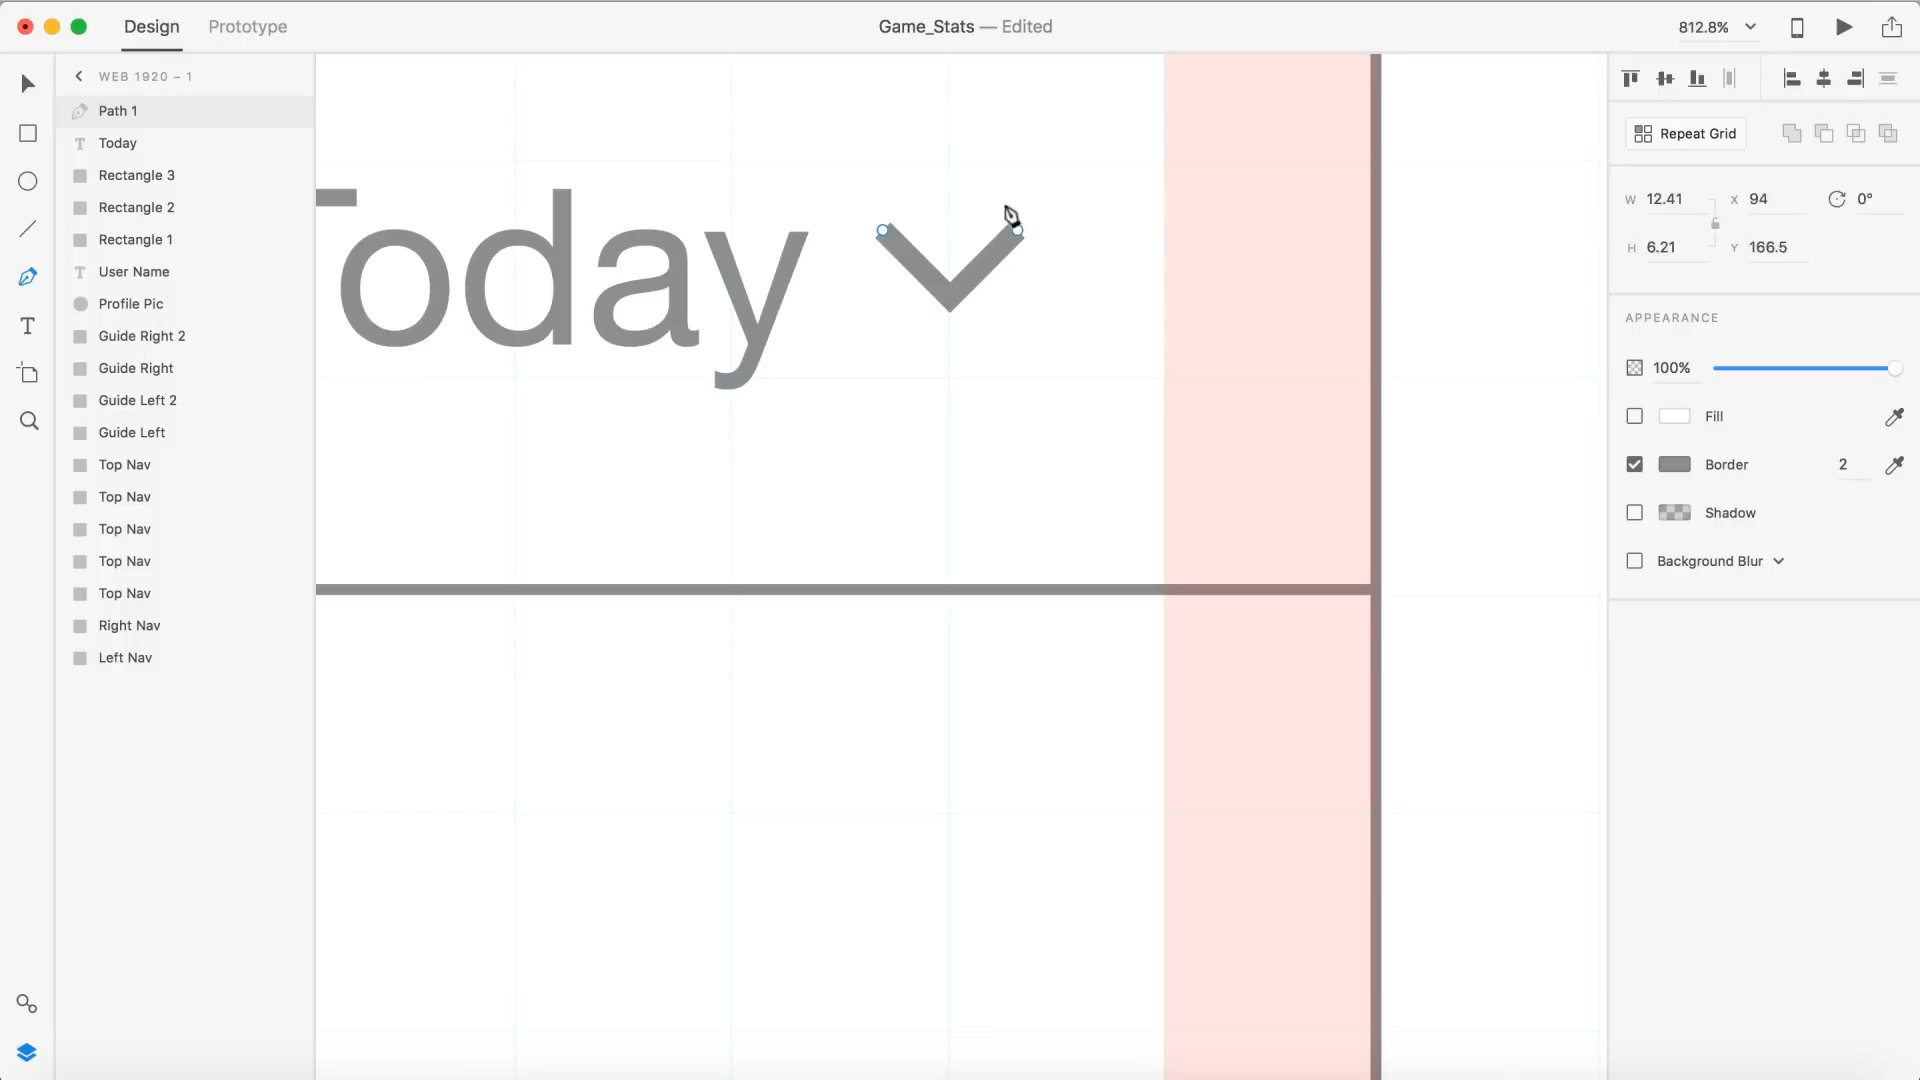 Design
Prototype
Game_Stats — Edited
812.8%
WEB 1920 – 1
Path 1
Today
Rectangle 3
Rectangle 2
Rectangle 1
User Name
Profile Pic
Guide Right 2
Guide Right
Guide Left 2
Guide Left
Top Nav
Top Nav
Top Nav
Top Nav
Top Nav
Right Nav
Left Nav
T
T
T
Today
Repeat Grid
W 12.41 X 94 0°
H 6.21 Y 166.5
APPEARANCE
100%
Fill
Border 2
Shadow
Background Blur